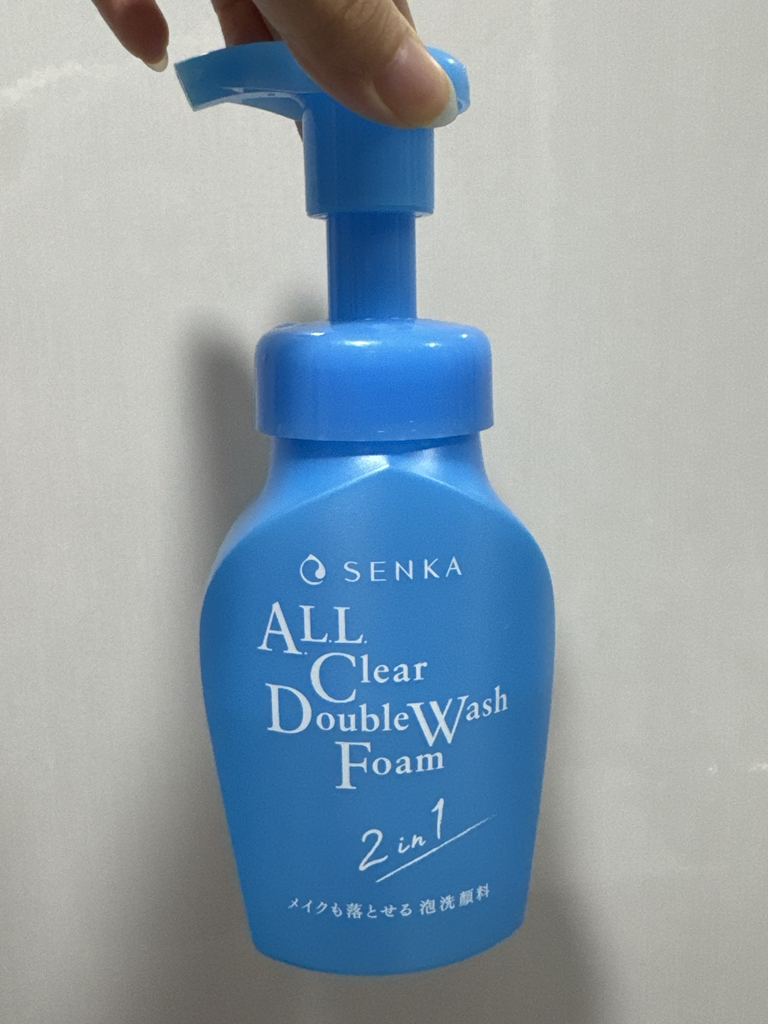 SENKA
A.L.L.
Clear
Double Wash
Foam
2 in 1
メイクも落とせる 泡洗顔料